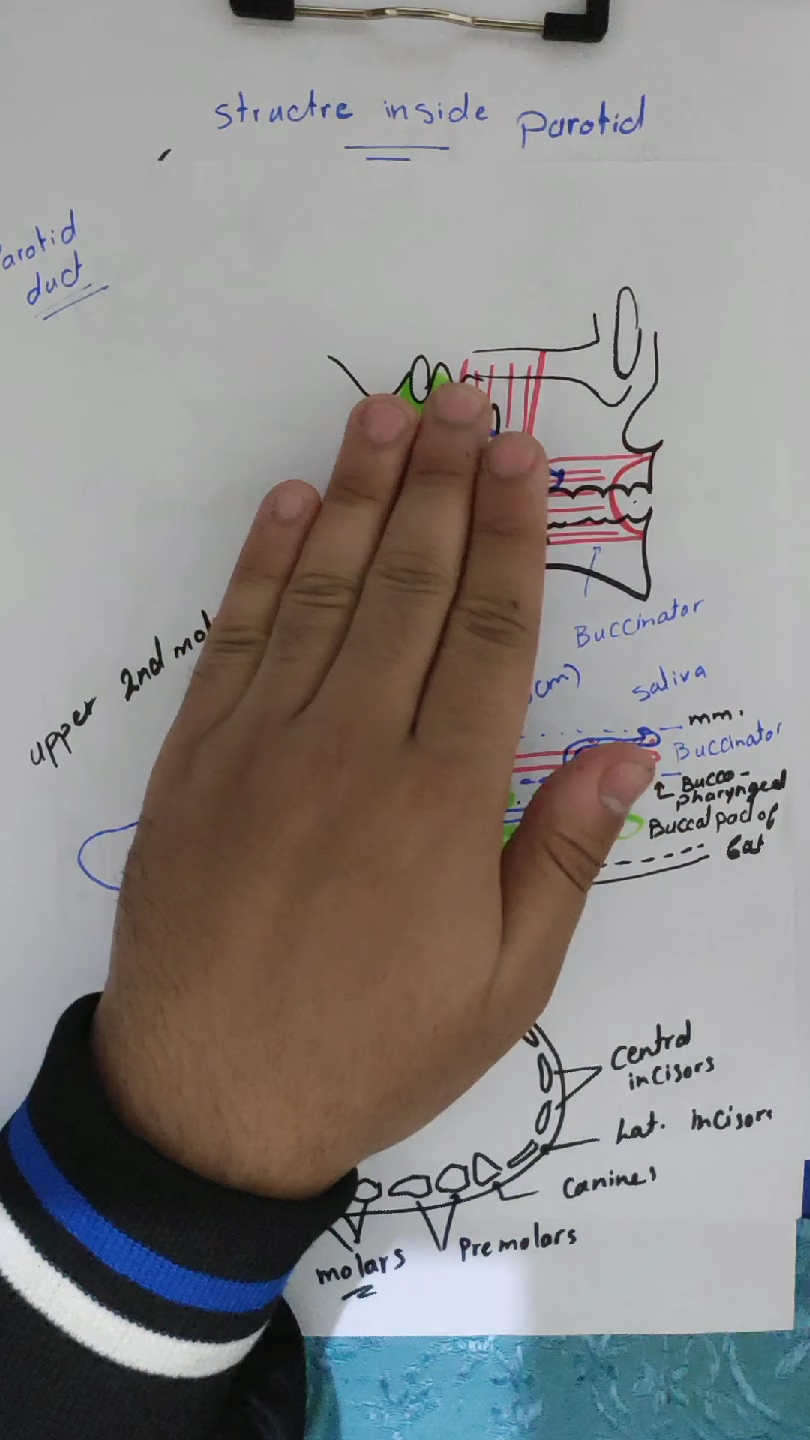 structre inside Parotid
arotid
duct
Buccinator
upper 2nd mol
cm)
saliva
mm.
Buccinator
Bucco-
pharyngeal
Buccal pad of
Fat
Central
incisors
Lat. incisors
Canines
Premolars
molars